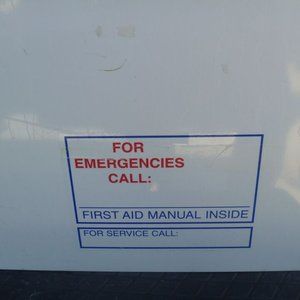 FOR
EMERGENCIES
CALL:
FIRST AID MANUAL INSIDE
FOR SERVICE CALL: